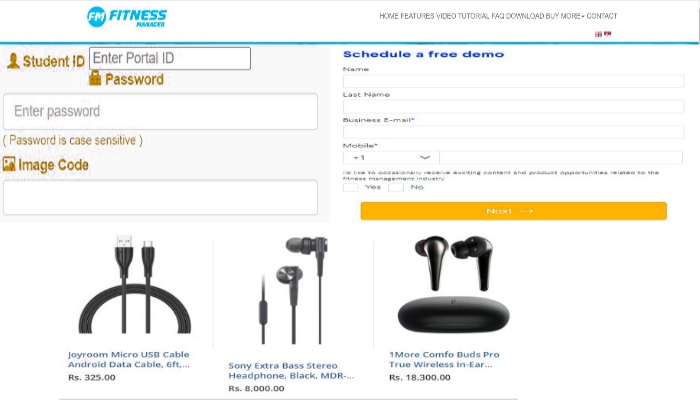 FM FITNESS
MANAGER
HOME FEATURES VIDEO TUTORIAL FAQ DOWNLOAD BUY MORE CONTACT
Student ID Enter Portal ID
Password
Enter password
( Password is case sensitive )
Image Code
Schedule a free demo
Name
Last Name
Business E-mail*
Mobile*
+1
I'd like to occasionally receive exciting content and product opportunities related to the
fitness management industry.
Yes No
Next →
Joyroom Micro USB Cable
Android Data Cable, 6ft,...
Rs. 325.00
Sony Extra Bass Stereo
Headphone, Black, MDR-...
Rs. 8,000.00
1More Comfo Buds Pro
True Wireless In-Ear...
Rs. 18,300.00